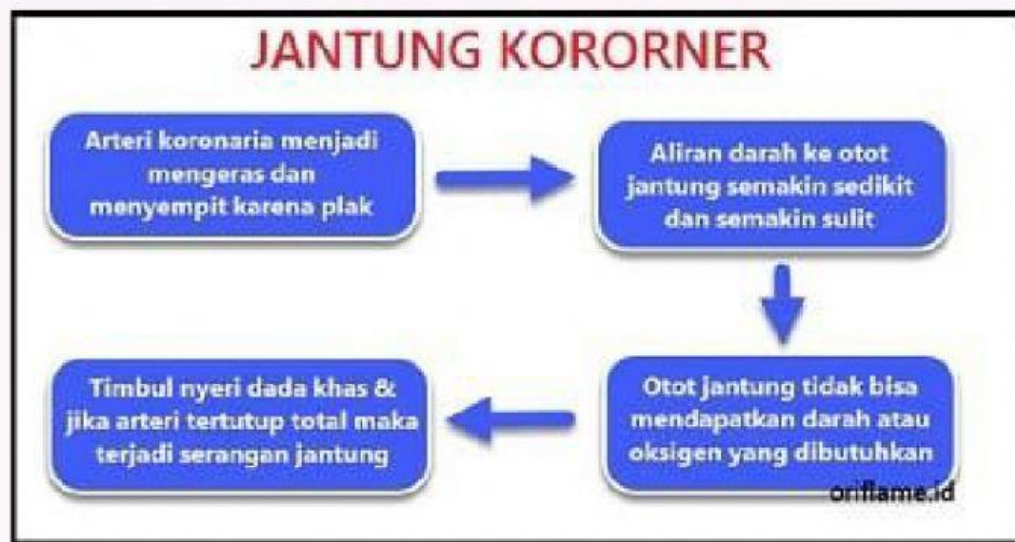 JANTUNG KORORNER
Arteri koronaria menjadi
mengeras dan
menyempit karena plak
Aliran darah ke otot
jantung semakin sedikit
dan semakin sulit
Otot jantung tidak bisa
mendapatkan darah atau
oksigen yang dibutuhkan
Timbul nyeri dada khas &
jika arteri tertutup total maka
terjadi serangan jantung
oriflame.id